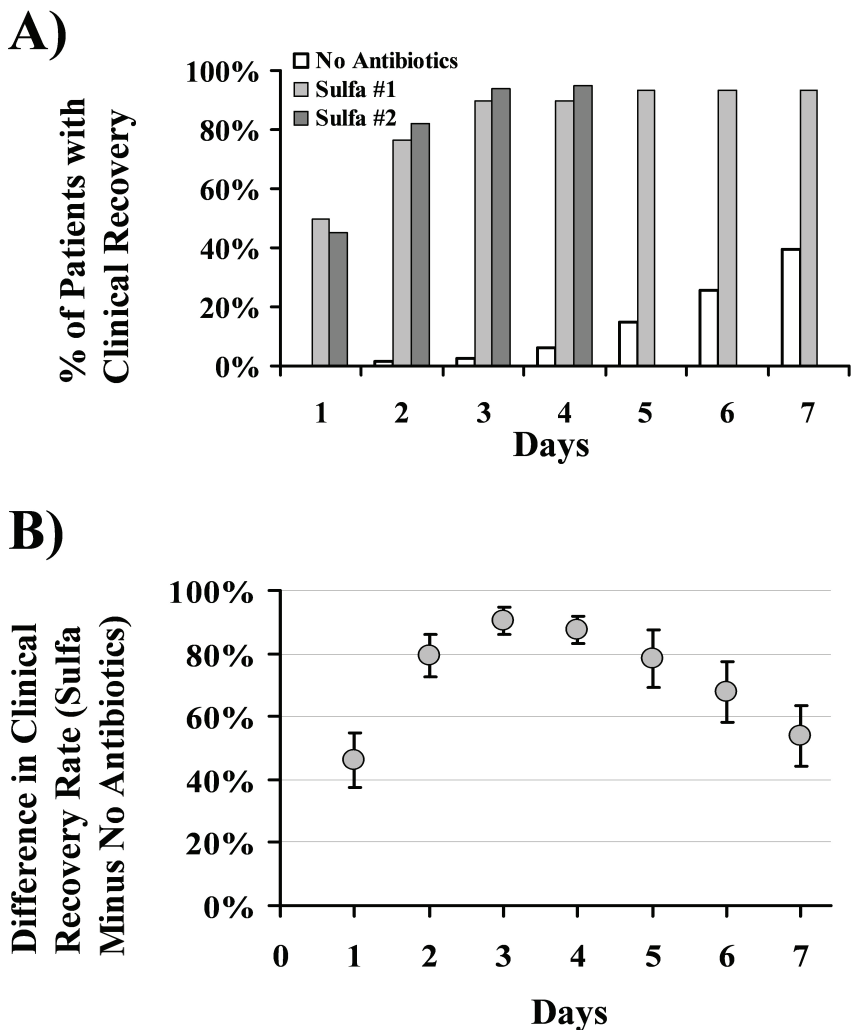 A)
% of Patients with
Clinical Recovery
100%
80%
60%
40%
20%
0%
No Antibiotics
Sulfa #1
Sulfa #2
1 2 3 4 5 6 7
Days
B)
Difference in Clinical
Recovery Rate (Sulfa
Minus No Antibiotics)
100%
80%
60%
40%
20%
0%
0 1 2 3 4 5 6 7
Days